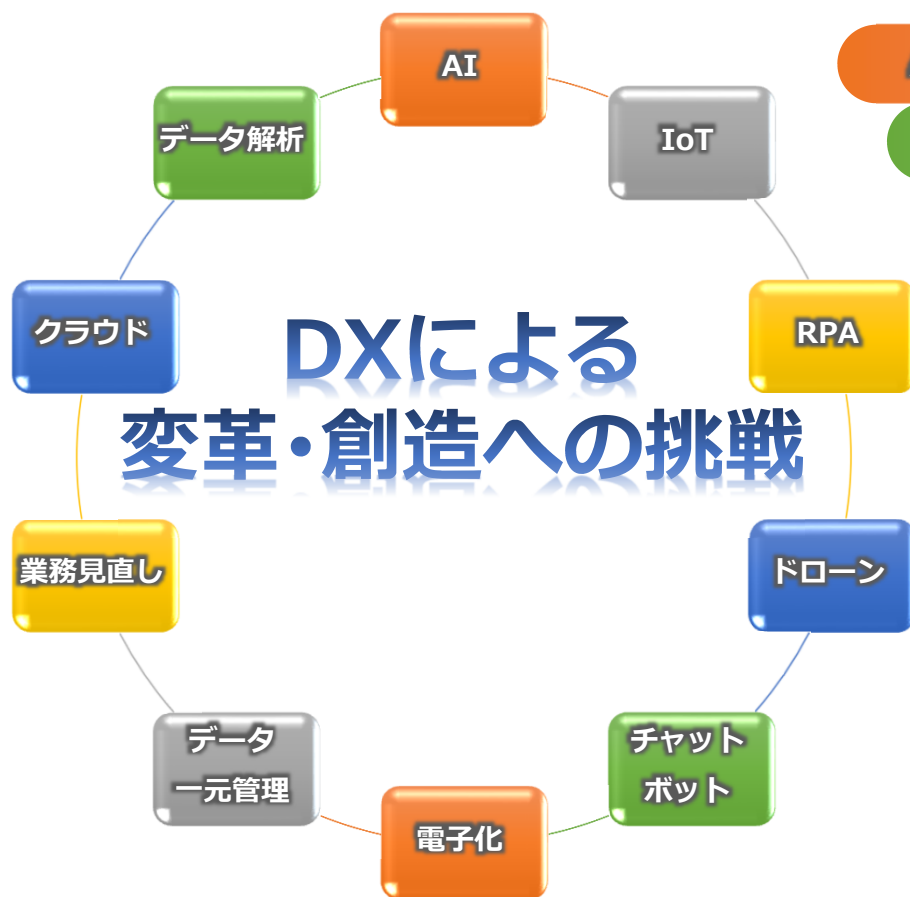 AI
IoT
RPA
ドローン
チャット
ボット
電子化
データ
一元管理
業務見直し
クラウド
データ解析
DXによる
変革・創造への挑戦